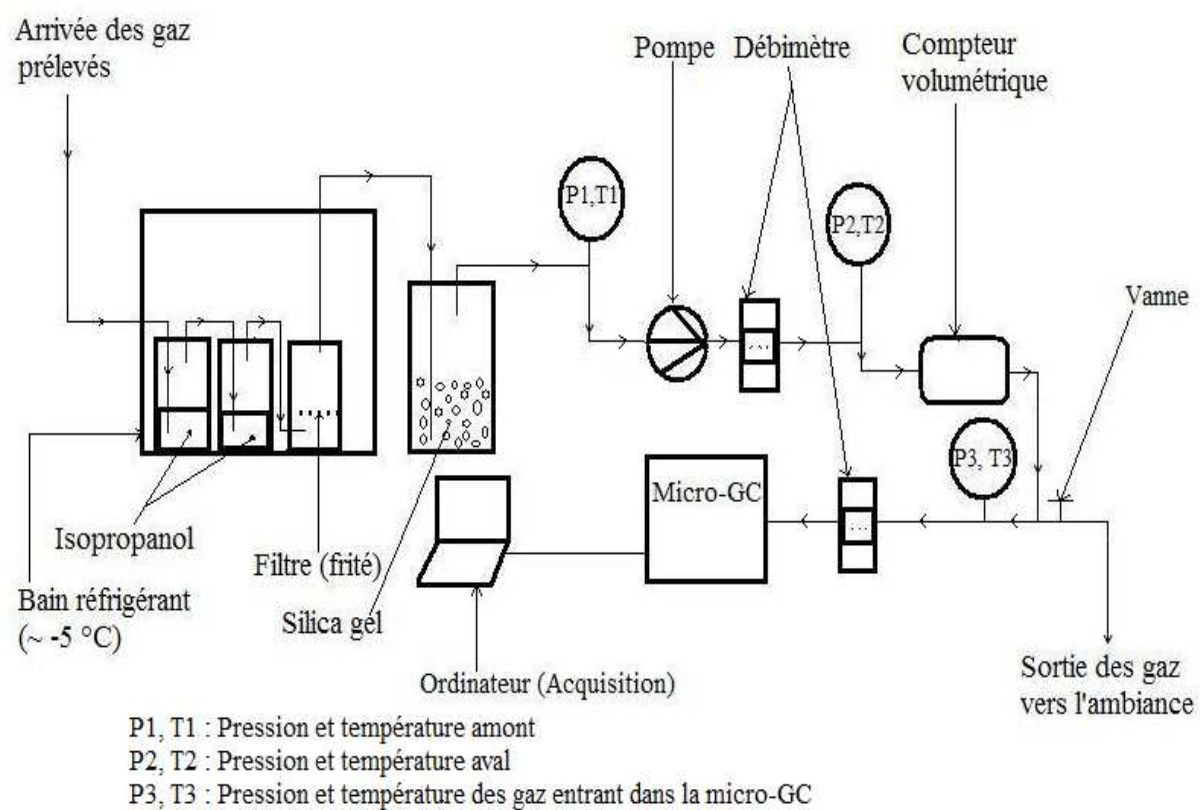 Arrivée des gaz
prélevés
Pompe
Débimètre
Compteur
volumétrique
P1,T1
P2,T2
Vanne
P3, T3
Micro-GC
...
...
Isopropanol
Filtre (frité)
Bain réfrigérant
(~ -5 °C)
Silica gel
Ordinateur (Acquisition)
Sortie des gaz
vers l'ambiance
P1, T1 : Pression et température amont
P2, T2 : Pression et température aval
P3, T3 : Pression et température des gaz entrant dans la micro-GC